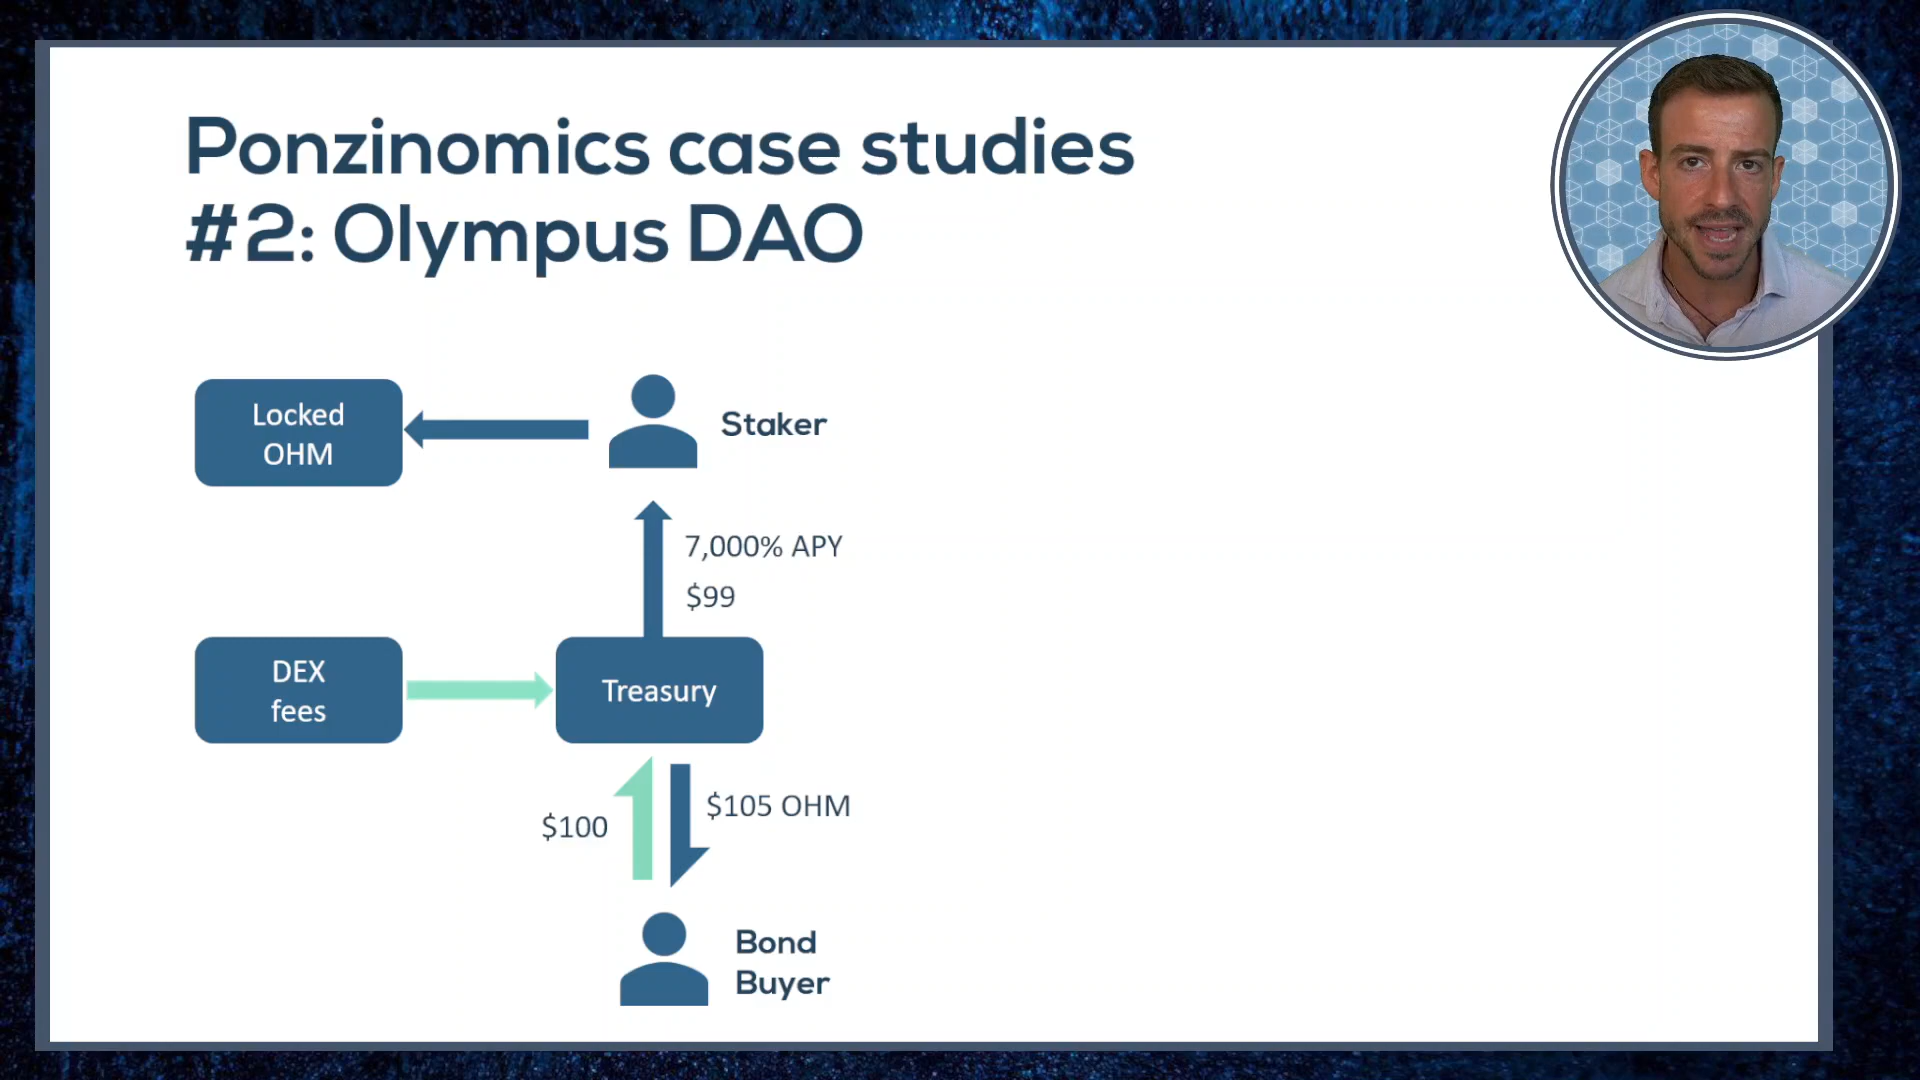 Ponzinomics case studies
#2: Olympus DAO
Locked
OHM
Staker
7,000% APY
$99
DEX
fees
Treasury
$100
$105 OHM
Bond
Buyer